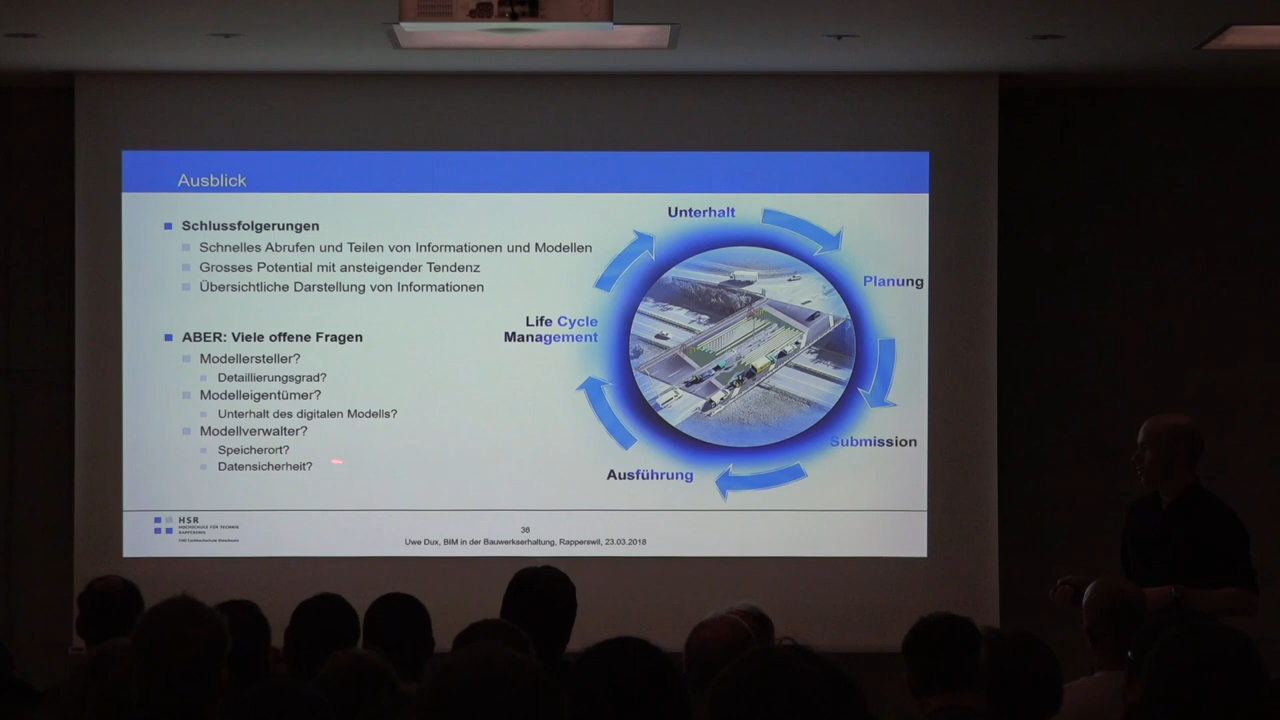 Ausblick
Schlussfolgerungen
Schnelles Abrufen und Teilen von Informationen und Modellen
Grosses Potential mit ansteigender Tendenz
Übersichtliche Darstellung von Informationen
ABER: Viele offene Fragen
Modellersteller?
Detaillierungsgrad?
Modelleigentümer?
Unterhalt des digitalen Modells?
Modellverwalter?
Speicherort?
Datensicherheit?
Unterhalt
Planung
Submission
Ausführung
Life Cycle
Management
HSR
HOCHSCHULE FÜR TECHNIK
RAPPERSWIL
38
Uwe Dux, BIM in der Bauwerkserhaltung, Rapperswil, 23.03.2018